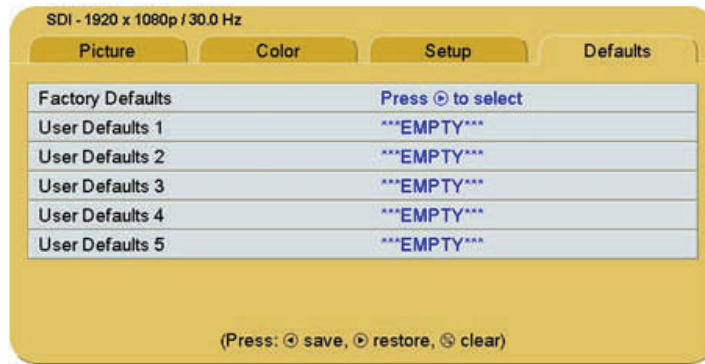 SDI - 1920 x 1080p / 30.0 Hz
Picture Color Setup Defaults
Factory Defaults Press ▶ to select
User Defaults 1 ***EMPTY***
User Defaults 2 ***EMPTY***
User Defaults 3 ***EMPTY***
User Defaults 4 ***EMPTY***
User Defaults 5 ***EMPTY***
(Press: ◀ save, ▶ restore, ⦸ clear)